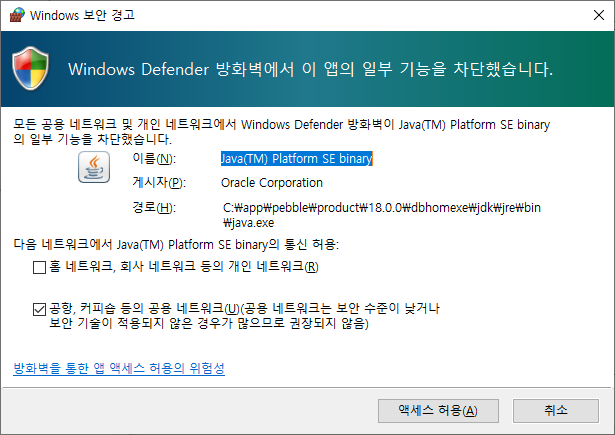 Windows 보안 경고
Windows Defender 방화벽에서 이 앱의 일부 기능을 차단했습니다.
모든 공용 네트워크 및 개인 네트워크에서 Windows Defender 방화벽이 Java(TM) Platform SE binary
의 일부 기능을 차단했습니다.
이름(N): Java(TM) Platform SE binary
게시자(P): Oracle Corporation
경로(H): C:₩app₩pebble₩product₩18.0.0₩dbhomexe₩jdk₩jre₩bin
₩java.exe
다음 네트워크에서 Java(TM) Platform SE binary의 통신 허용:
홈 네트워크, 회사 네트워크 등의 개인 네트워크(R)
공항, 커피숍 등의 공용 네트워크(U)(공용 네트워크는 보안 수준이 낮거나
보안 기술이 적용되지 않은 경우가 많으므로 권장되지 않음)
방화벽을 통한 앱 액세스 허용의 위험성
액세스 허용(A) 취소